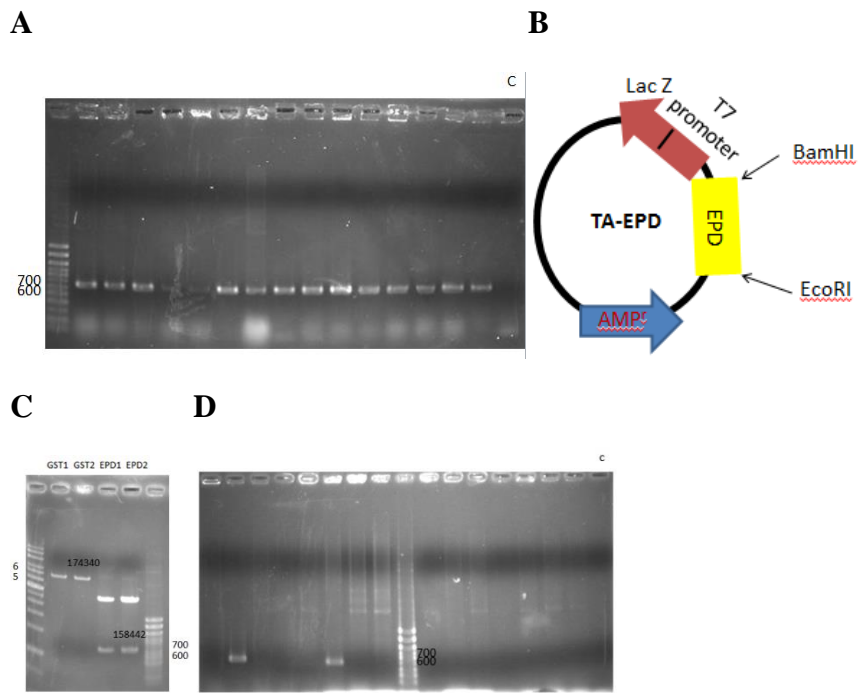 A
B
C
700
600
Lac Z
T7
promoter
BamHI
TA-EPD
EPD
EcoRI
AMPr
C
D
GST1 GST2 EPD1 EPD2
6
5
174340
158442
700
600
c
700
600